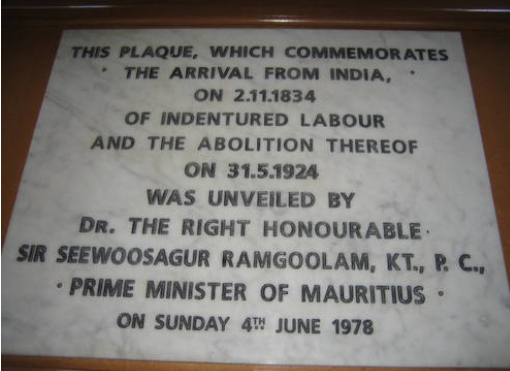 THIS PLAQUE, WHICH COMMEMORATES
· THE ARRIVAL FROM INDIA, ·
ON 2.11.1834
OF INDENTURED LABOUR
AND THE ABOLITION THEREOF
ON 31.5.1924
WAS UNVEILED BY
DR. THE RIGHT HONOURABLE·
SIR SEEWOOSAGUR RAMGOOLAM, KT., P. C.,
· PRIME MINISTER OF MAURITIUS ·
ON SUNDAY 4TH JUNE 1978